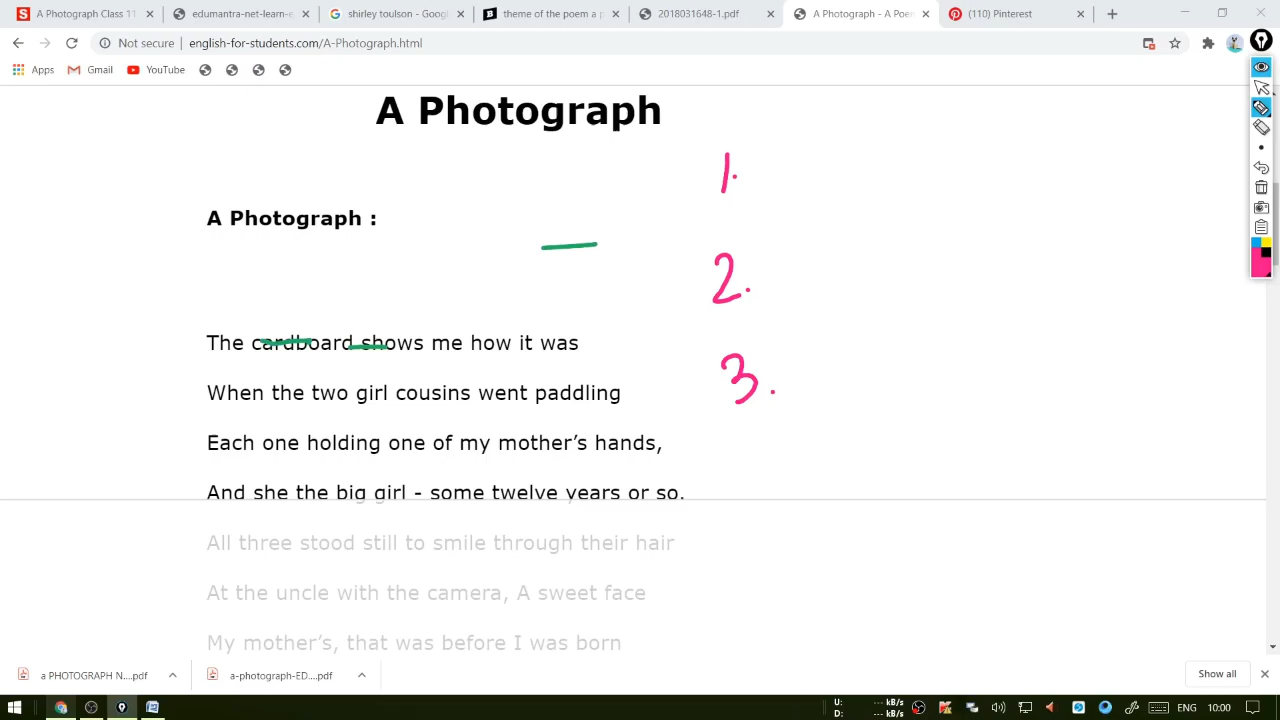 A Photograph Class 11
edumantra-net-learn-e
shirley toulson - Goog
theme of the poem a p
2018031648-1.pdf
A Photograph - A Poe
(110) Pinterest
Not secure | english-for-students.com/A-Photograph.html
Apps
Gmail
YouTube
A Photograph
1.
A Photograph :
2.
The cardboard shows me how it was
When the two girl cousins went paddling
3.
Each one holding one of my mother’s hands,
And she the big girl - some twelve years or so.
All three stood still to smile through their hair
At the uncle with the camera, A sweet face
My mother’s, that was before I was born
a PHOTOGRAPH N....pdf
a-photograph-ED....pdf
Show all
U: --- kB/s
D: --- kB/s
ENG
10:00